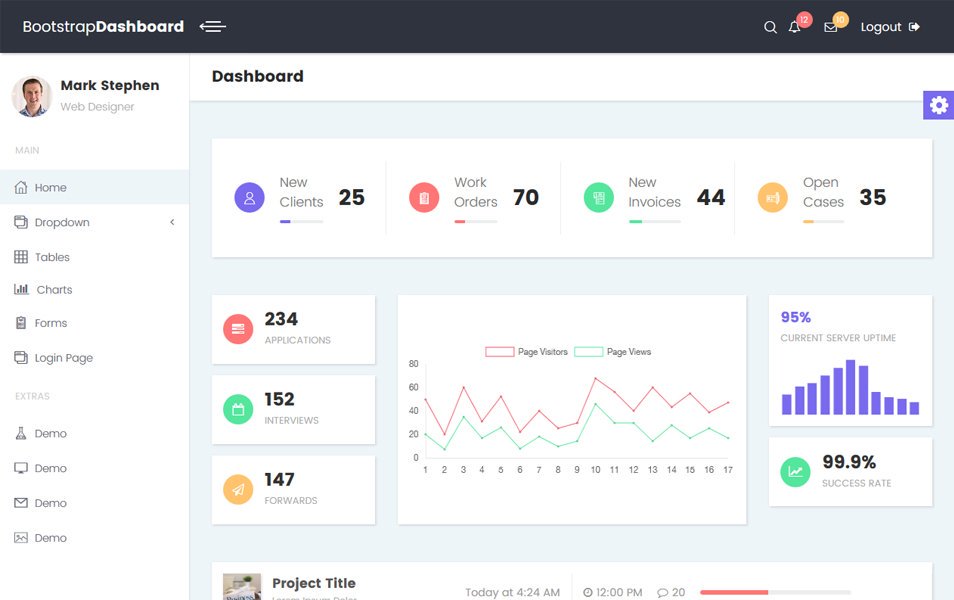 BootstrapDashboard
12
10
Logout
Mark Stephen
Web Designer
MAIN
Home
Dropdown
Tables
Charts
Forms
Login Page
EXTRAS
Demo
Demo
Demo
Demo
Dashboard
New
Clients
25
Work
Orders
70
New
Invoices
44
Open
Cases
35
234
APPLICATIONS
152
INTERVIEWS
147
FORWARDS
Page Visitors Page Views
80
60
40
20
0
1 2 3 4 5 6 7 8 9 10 11 12 13 14 15 16 17
95%
CURRENT SERVER UPTIME
99.9%
SUCCESS RATE
Project Title
Lorem Ipsum Dolor
Today at 4:24 AM
12:00 PM
20